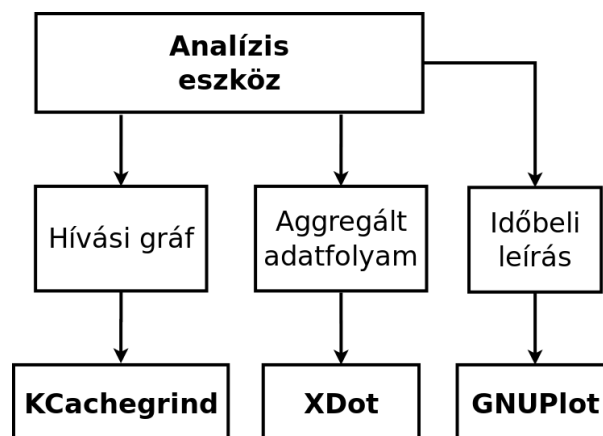 Analízis
eszköz
Hívási gráf
Aggregált
adatfolyam
Időbeli
leírás
KCachegrind
XDot
GNUPlot